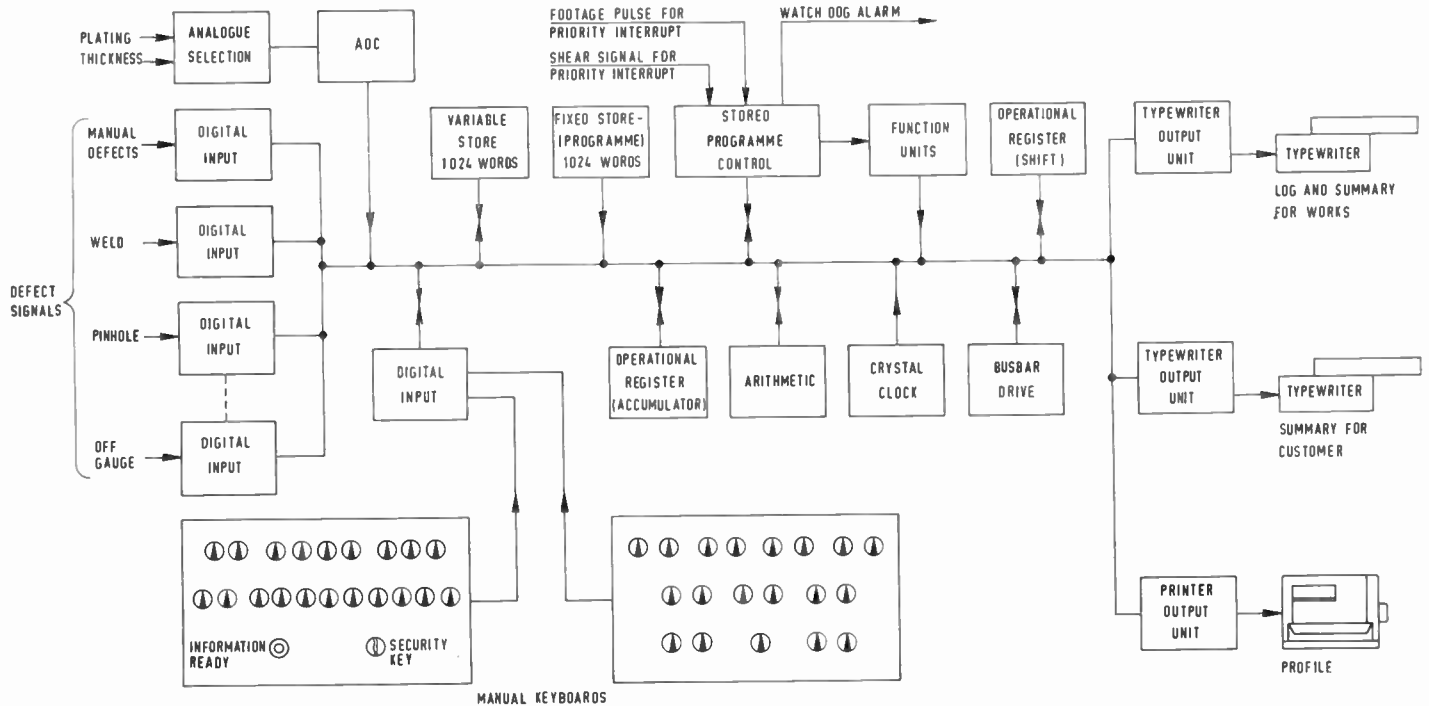 PLATING
THICKNESS
ANALOGUE
SELECTION
ADC
FOOTAGE PULSE FOR
PRIORITY INTERRUPT
SHEAR SIGNAL FOR
PRIORITY INTERRUPT
WATCH DOG ALARM
DEFECT
SIGNALS
MANUAL
DEFECTS
DIGITAL
INPUT
WELD
DIGITAL
INPUT
PINHOLE
DIGITAL
INPUT
OFF
GAUGE
DIGITAL
INPUT
VARIABLE
STORE
1024 WORDS
FIXED STORE-
(PROGRAMME)
1024 WORDS
STORED
PROGRAMME
CONTROL
FUNCTION
UNITS
OPERATIONAL
REGISTER
(SHIFT)
DIGITAL
INPUT
OPERATIONAL
REGISTER
(ACCUMULATOR)
ARITHMETIC
CRYSTAL
CLOCK
BUSBAR
DRIVE
TYPEWRITER
OUTPUT
UNIT
TYPEWRITER
LOG AND SUMMARY
FOR WORKS
TYPEWRITER
OUTPUT
UNIT
TYPEWRITER
SUMMARY FOR
CUSTOMER
PRINTER
OUTPUT
UNIT
PROFILE
INFORMATION
READY
SECURITY
KEY
MANUAL KEYBOARDS